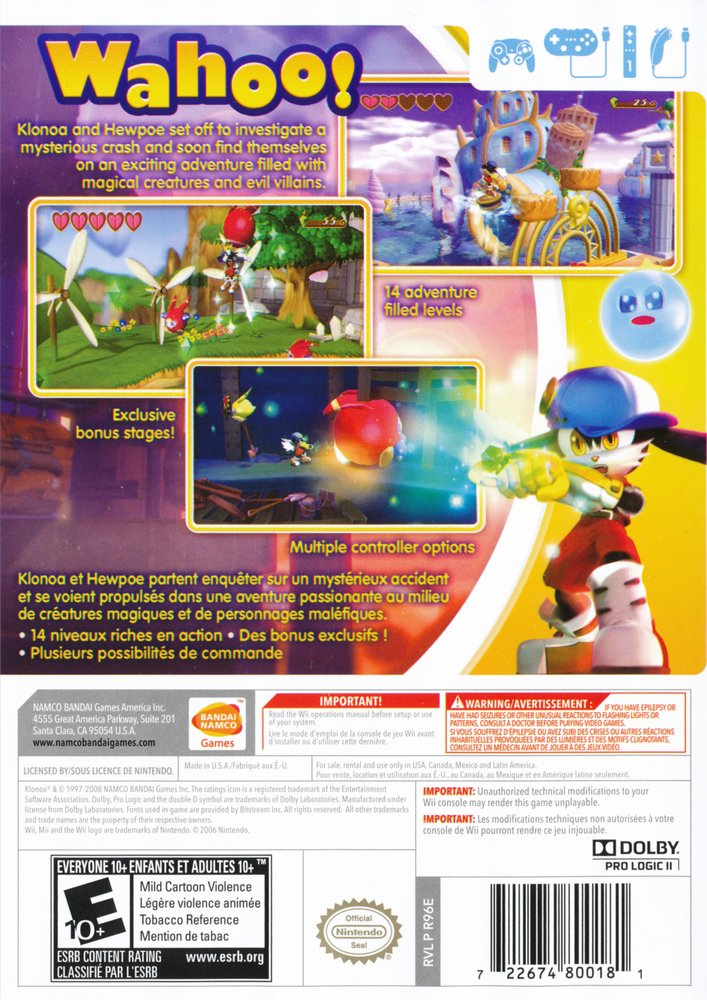 Wahoo!
Klonoa and Hewpoe set off to investigate a
mysterious crash and soon find themselves
on an exciting adventure filled with
magical creatures and evil villains.
1
25
55
14 adventure
filled levels
Exclusive
bonus stages!
Multiple controller options
Klonoa et Hewpoe partent enquêter sur un mystérieux accident
et se voient propulsés dans une aventure passionante au milieu
de créatures magiques et de personnages maléfiques.
• 14 niveaux riches en action • Des bonus exclusifs !
• Plusieurs possibilités de commande
NAMCO BANDAI Games America Inc.
4555 Great America Parkway, Suite 201
Santa Clara, CA 95054 U.S.A.
www.namcobandaigames.com
BANDAI
NAMCO
™
Games
IMPORTANT!
Read the Wii operations manual before setup or use
of your system.
Lire le mode d'emploi de la console de jeu Wii avant
d'installer ou d'utiliser cette dernière.
WARNING/AVERTISSEMENT : IF YOU HAVE EPILEPSY OR
HAVE HAD SEIZURES OR OTHER UNUSUAL REACTIONS TO FLASHING LIGHTS OR
PATTERNS, CONSULT A DOCTOR BEFORE PLAYING VIDEO GAMES.
SI VOUS SOUFFREZ D'ÉPILEPSIE OU AVEZ SUBI DES CRISES OU AUTRES RÉACTIONS
INHABITUELLES PROVOQUÉES PAR DES LUMIÈRES ET DES MOTIFS CLIGNOTANTS,
CONSULTEZ UN MÉDECIN AVANT DE JOUER À DES JEUX VIDÉO.
LICENSED BY/SOUS LICENCE DE NINTENDO.
Made in U.S.A./Fabriqué aux É.-U.
For sale, rental and use only in USA, Canada, Mexico and Latin America.
Pour vente, location et utilisation aux É.-U., au Canada, au Mexique et en Amérique latine seulement.
Klonoa® & © 1997-2008 NAMCO BANDAI Games Inc. The ratings icon is a registered trademark of the Entertainment
Software Association. Dolby, Pro Logic and the double-D symbol are trademarks of Dolby Laboratories. Manufactured under
license from Dolby Laboratories. Fonts used in game are provided by Bitstream Inc. All rights reserved. All other trademarks
and trade names are the property of their respective owners.
Wii, Mii and the Wii logo are trademarks of Nintendo. © 2006 Nintendo.
IMPORTANT: Unauthorized technical modifications to your
Wii console may render this game unplayable.
IMPORTANT: Les modifications techniques non autorisées à votre
console de Wii pourront rendre ce jeu injouable.
DOLBY
PRO LOGIC II
EVERYONE 10+ ENFANTS ET ADULTES 10+ ™
E
10+
Mild Cartoon Violence
Légère violence animée
Tobacco Reference
Mention de tabac
ESRB CONTENT RATING
CLASSIFIÉ PAR L'ESRB
www.esrb.org
Official
Nintendo
Seal
RVL P R96E
7 22674 80018 1